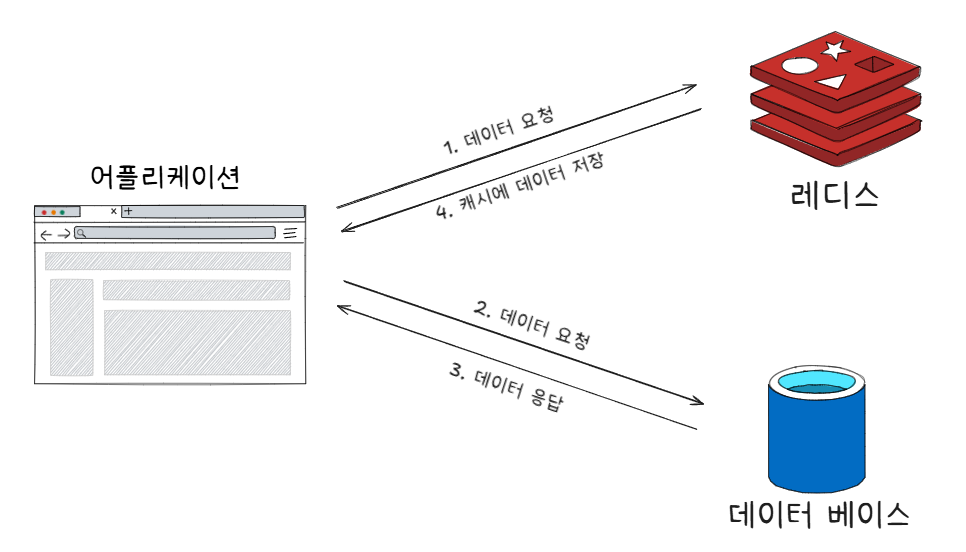 어플리케이션
1. 데이터 요청
4. 캐시에 데이터 저장
레디스
2. 데이터 요청
3. 데이터 응답
데이터 베이스